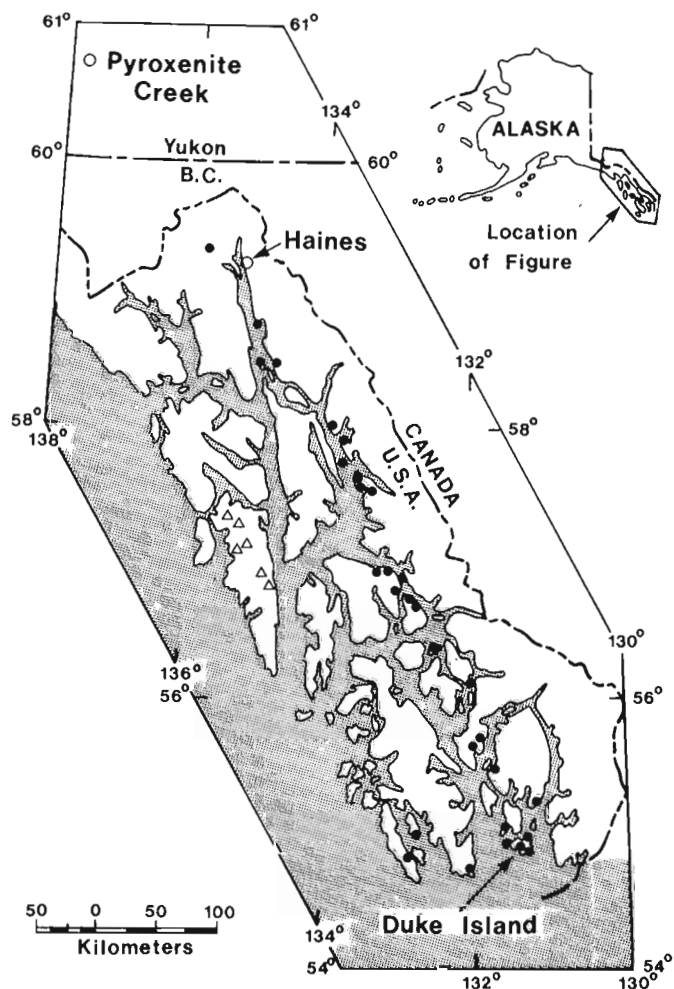 61°
61°
Pyroxenite
Creek
134°
ALASKA
60°
Yukon
60°
B.C.
Haines
Location
of Figure
132°
58°
138°
58°
CANADA
U.S.A.
130°
136°
56°
56°
50 0 50 100
Kilometers
Duke Island
134°
54°
132°
54°
130°